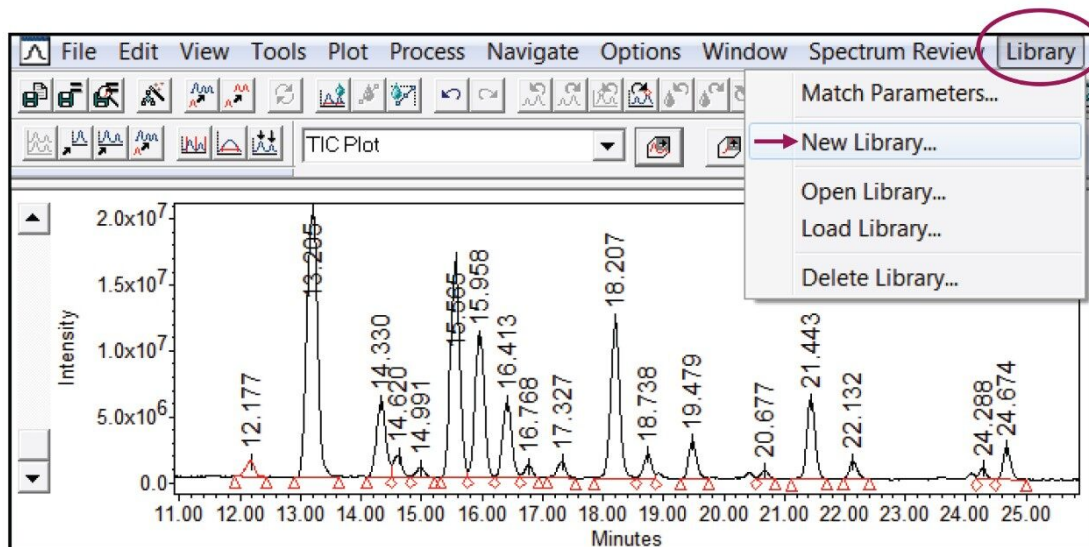 File Edit View Tools Plot Process Navigate Options Window Spectrum Review Library
Match Parameters...
New Library...
Open Library...
Load Library...
Delete Library...
TIC Plot
Intensity
2.0x10⁷
1.5x10⁷
1.0x10⁷
5.0x10⁶
0.0
12.177
13.205
14.330
14.620
14.991
15.565
15.958
16.413
16.768
17.327
18.207
18.738
19.479
20.677
21.443
22.132
24.288
24.674
11.00 12.00 13.00 14.00 15.00 16.00 17.00 18.00 19.00 20.00 21.00 22.00 23.00 24.00 25.00
Minutes